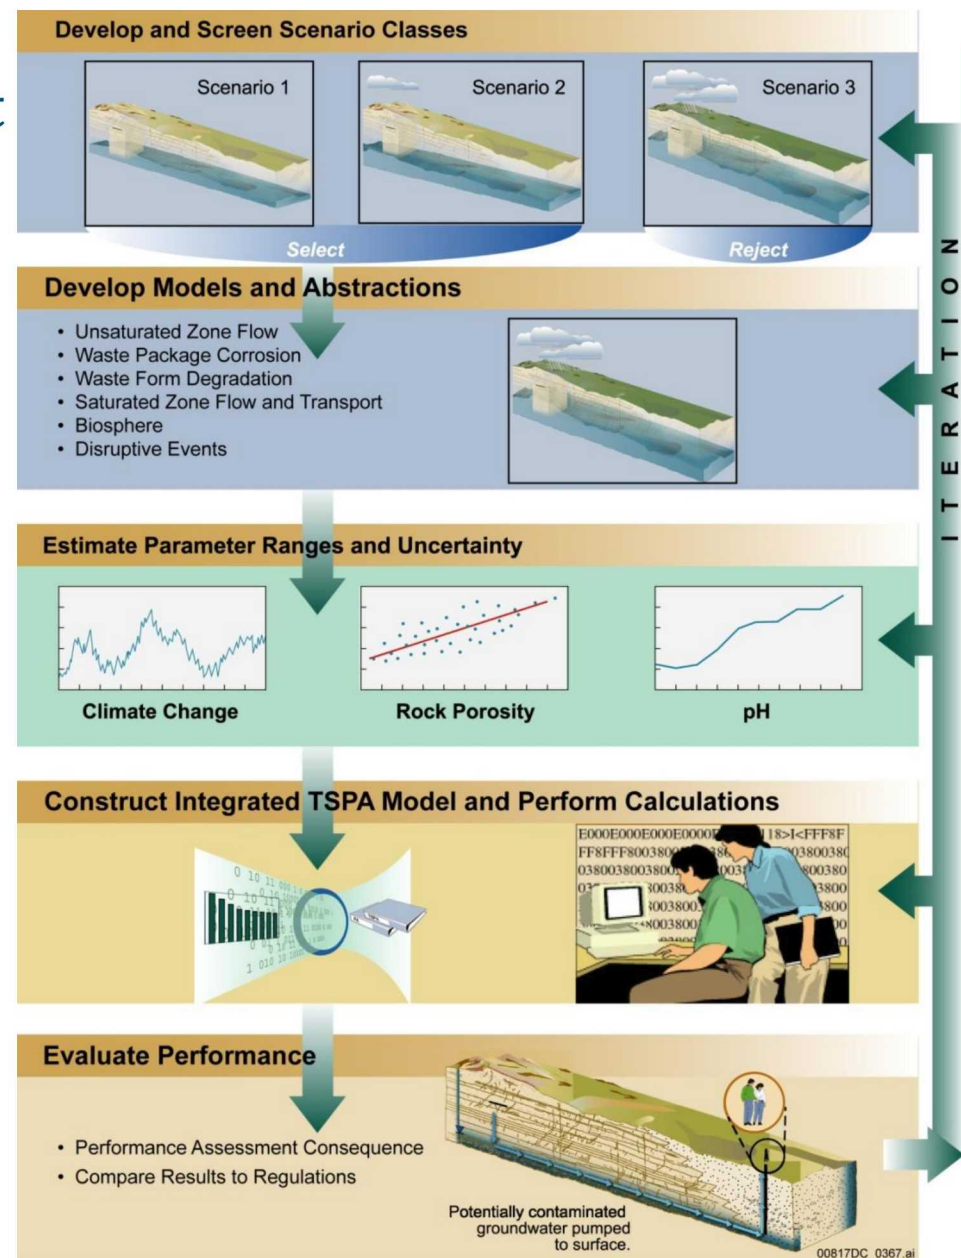 Develop and Screen Scenario Classes
Scenario 1
Scenario 2
Scenario 3
Select
Reject
Develop Models and Abstractions
• Unsaturated Zone Flow
• Waste Package Corrosion
• Waste Form Degradation
• Saturated Zone Flow and Transport
• Biosphere
• Disruptive Events
Estimate Parameter Ranges and Uncertainty
Climate Change
Rock Porosity
pH
Construct Integrated TSPA Model and Perform Calculations
Evaluate Performance
• Performance Assessment Consequence
• Compare Results to Regulations
Potentially contaminated
groundwater pumped
to surface.
00817DC_0367.ai
ITERATION